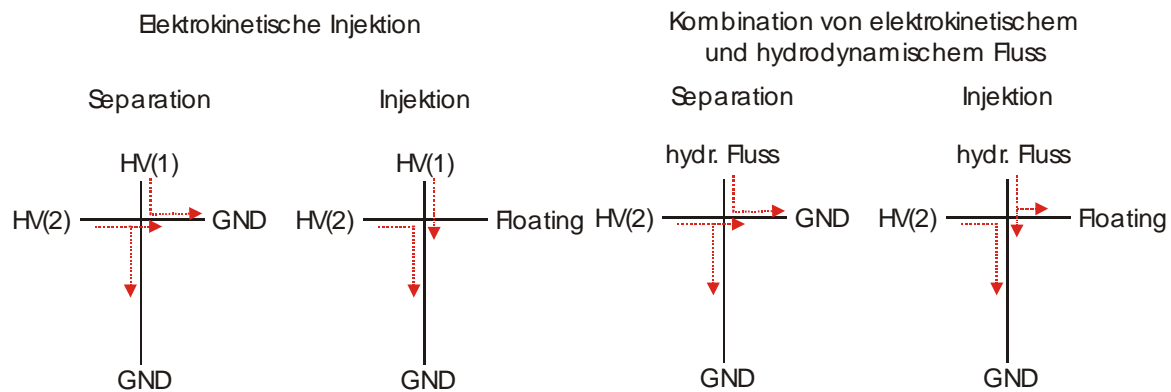 Elektrokinetische Injektion
Separation
Injektion
HV(1)
HV(2)
GND
GND
HV(1)
HV(2)
Floating
GND
Kombination von elektrokinetischem
und hydrodynamischem Fluss
Separation
Injektion
hydr. Fluss
HV(2)
GND
GND
hydr. Fluss
HV(2)
Floating
GND